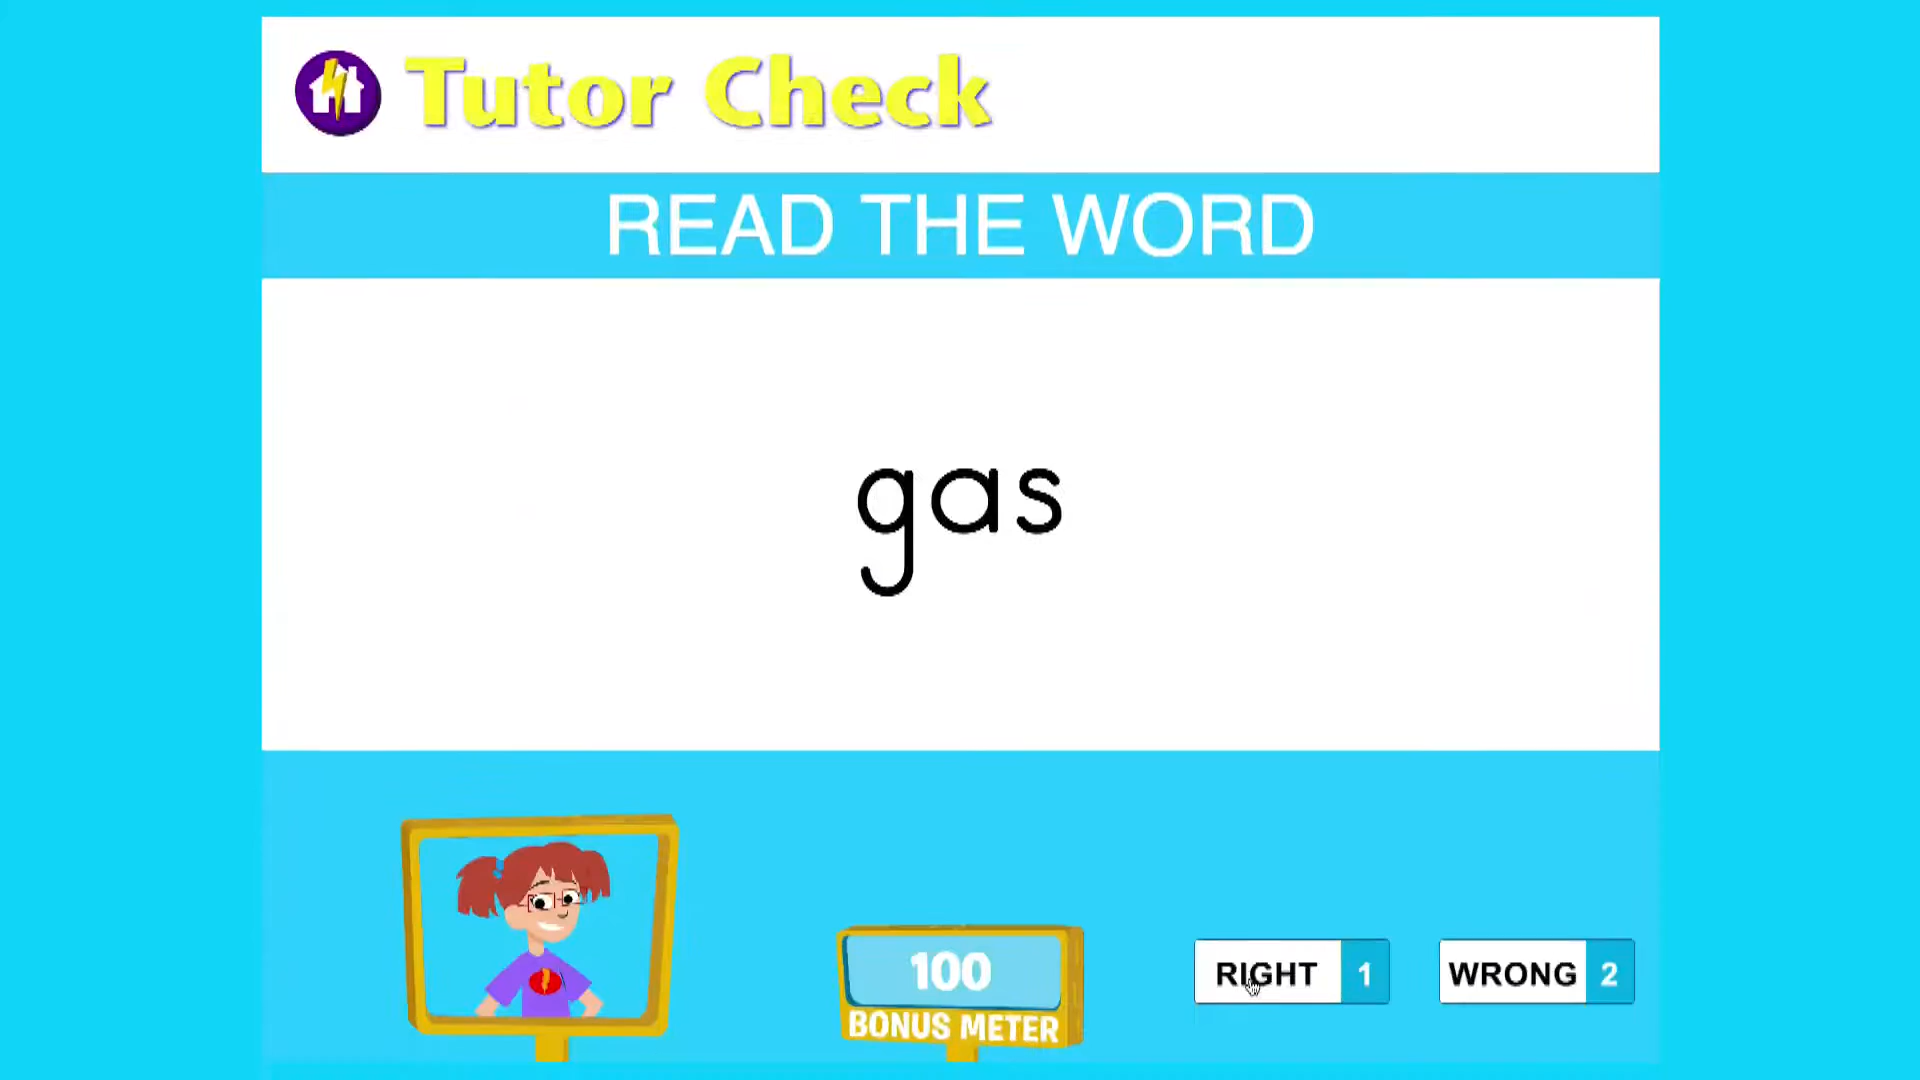 Tutor Check
READ THE WORD
gas
100
BONUS METER
RIGHT 1
WRONG 2